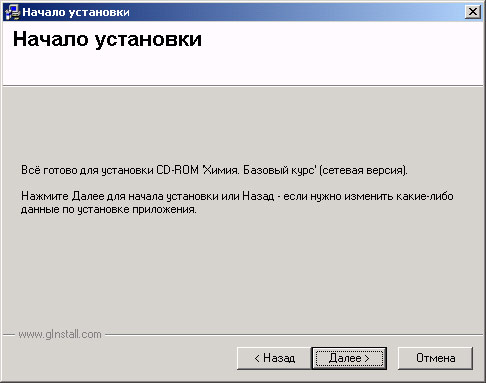 Начало установки
Начало установки
Всё готово для установки CD-ROM 'Химия. Базовый курс' (сетевая версия).
Нажмите Далее для начала установки или Назад - если нужно изменить какие-либо
данные по установке приложения.
www.gInstall.com
< Назад
Далее >
Отмена